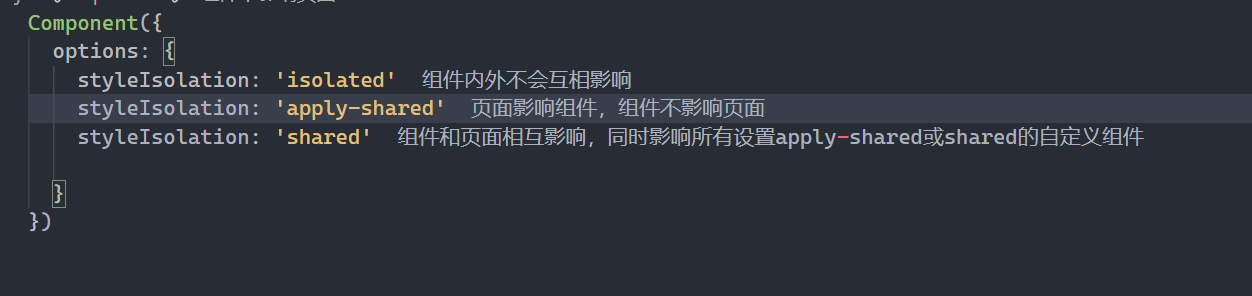 Component({
options: {
styleIsolation: 'isolated' 组件内外不会互相影响
styleIsolation: 'apply-shared' 页面影响组件，组件不影响页面
styleIsolation: 'shared' 组件和页面相互影响，同时影响所有设置apply-shared或shared的自定义组件
}
})